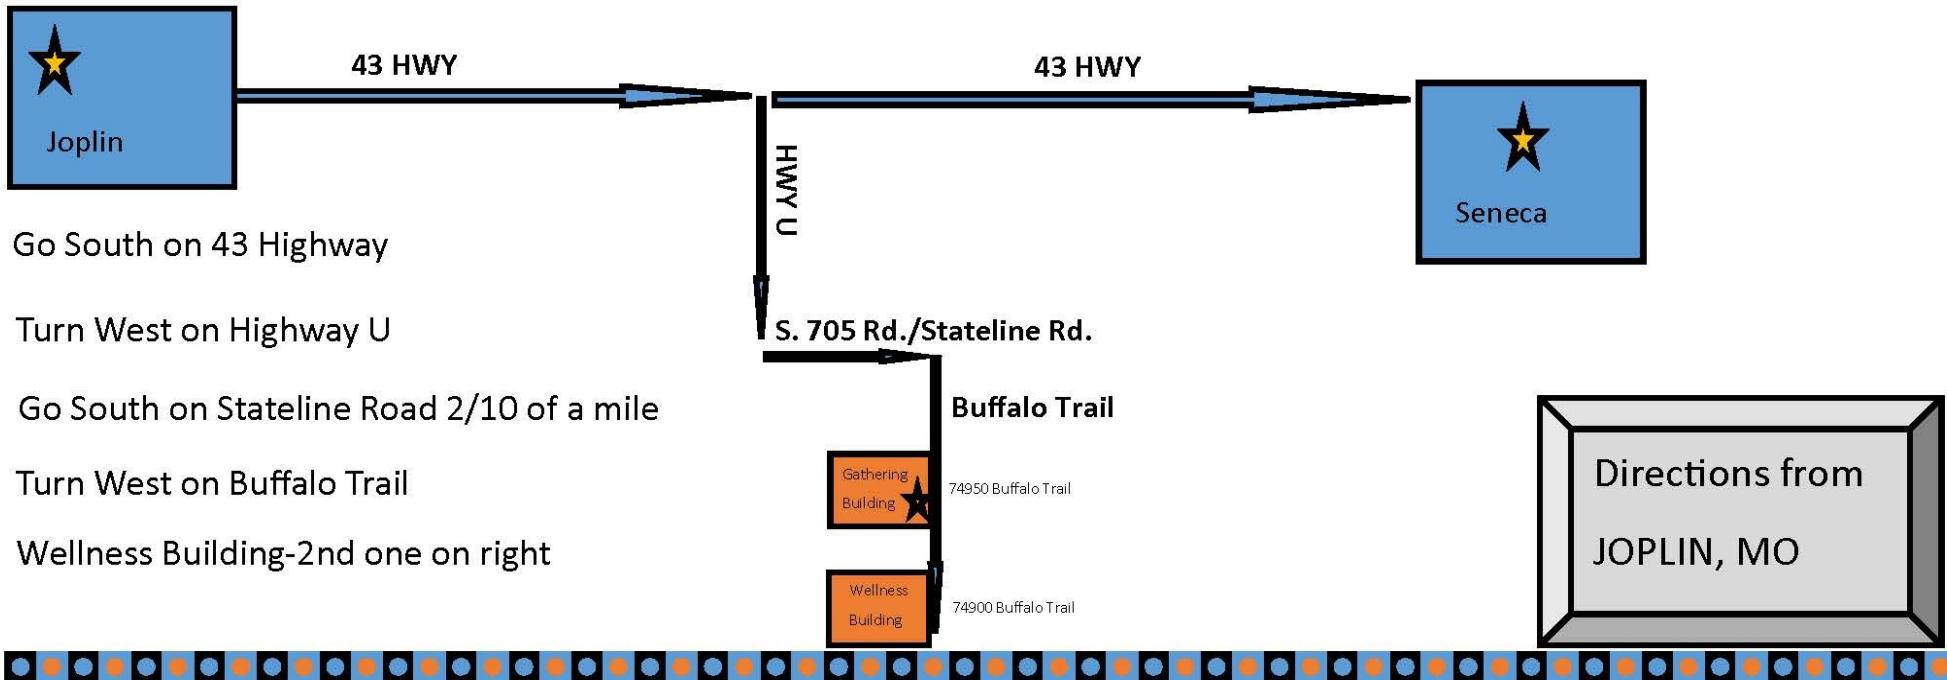 43 HWY
43 HWY
Joplin
HWY U
Seneca
Go South on 43 Highway
Turn West on Highway U
S. 705 Rd./Stateline Rd.
Go South on Stateline Road 2/10 of a mile
Buffalo Trail
Turn West on Buffalo Trail
Gathering
Building
74950 Buffalo Trail
Wellness Building-2nd one on right
Wellness
Building
74900 Buffalo Trail
Directions from
JOPLIN, MO